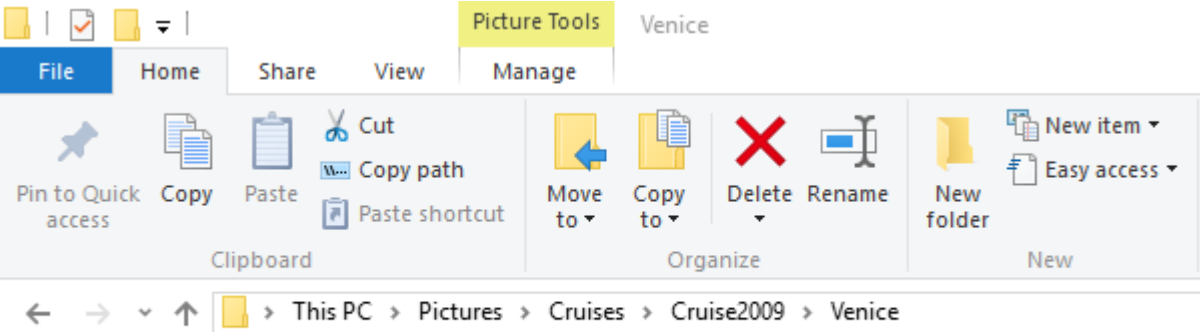 Picture Tools Venice
File Home Share View Manage
Pin to Quick access
Copy
Paste
Cut
Copy path
Paste shortcut
Clipboard
Move to
Copy to
Delete
Rename
Organize
New folder
New item
Easy access
New
This PC > Pictures > Cruises > Cruise2009 > Venice